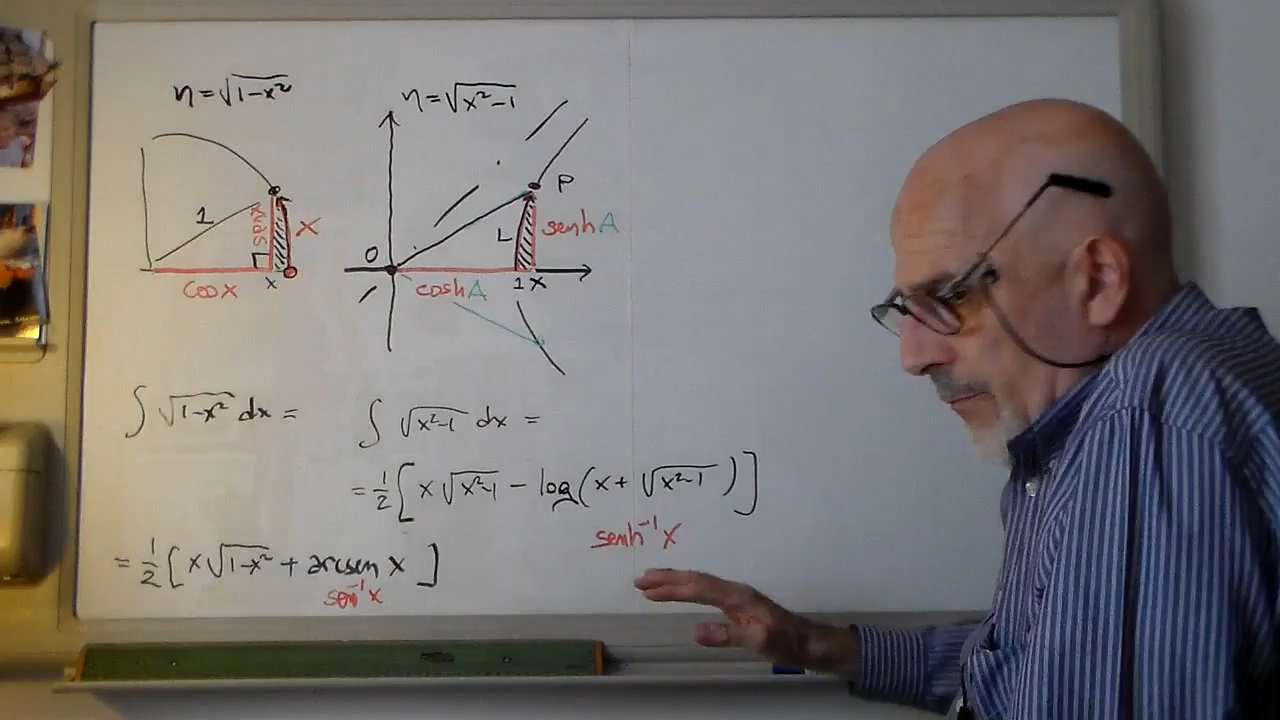 η=√(1-x²)
η=√(x²-1)
1
sen x
x
cos x
x
O
P
L
senh A
cosh A
1 x
∫ √(1-x²) dx =
∫ √(x²-1) dx =
= 1/2 [ x √(x²-1) - log ( x + √(x²-1) ) ]
senh⁻¹ x
= 1/2 [ x √(1-x²) + arcsen x ]
sen⁻¹ x